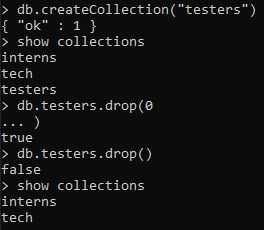 > db.createCollection("testers")
{ "ok" : 1 }
> show collections
interns
tech
testers
> db.testers.drop(0
... )
true
> db.testers.drop()
false
> show collections
interns
tech